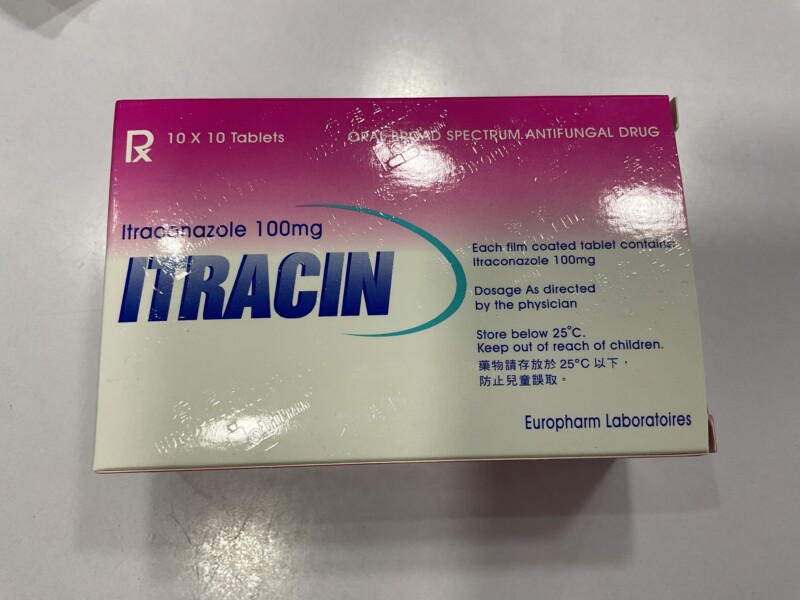 Rx 10 X 10 Tablets
ORAL BROAD SPECTRUM ANTIFUNGAL DRUG
Itraconazole 100mg
ITRACIN
Each film coated tablet contains:
Itraconazole 100mg
Dosage As directed
by the physician
Store below 25°C.
Keep out of reach of children.
藥物請存放於 25°C 以下，
防止兒童誤取。
Europharm Laboratoires